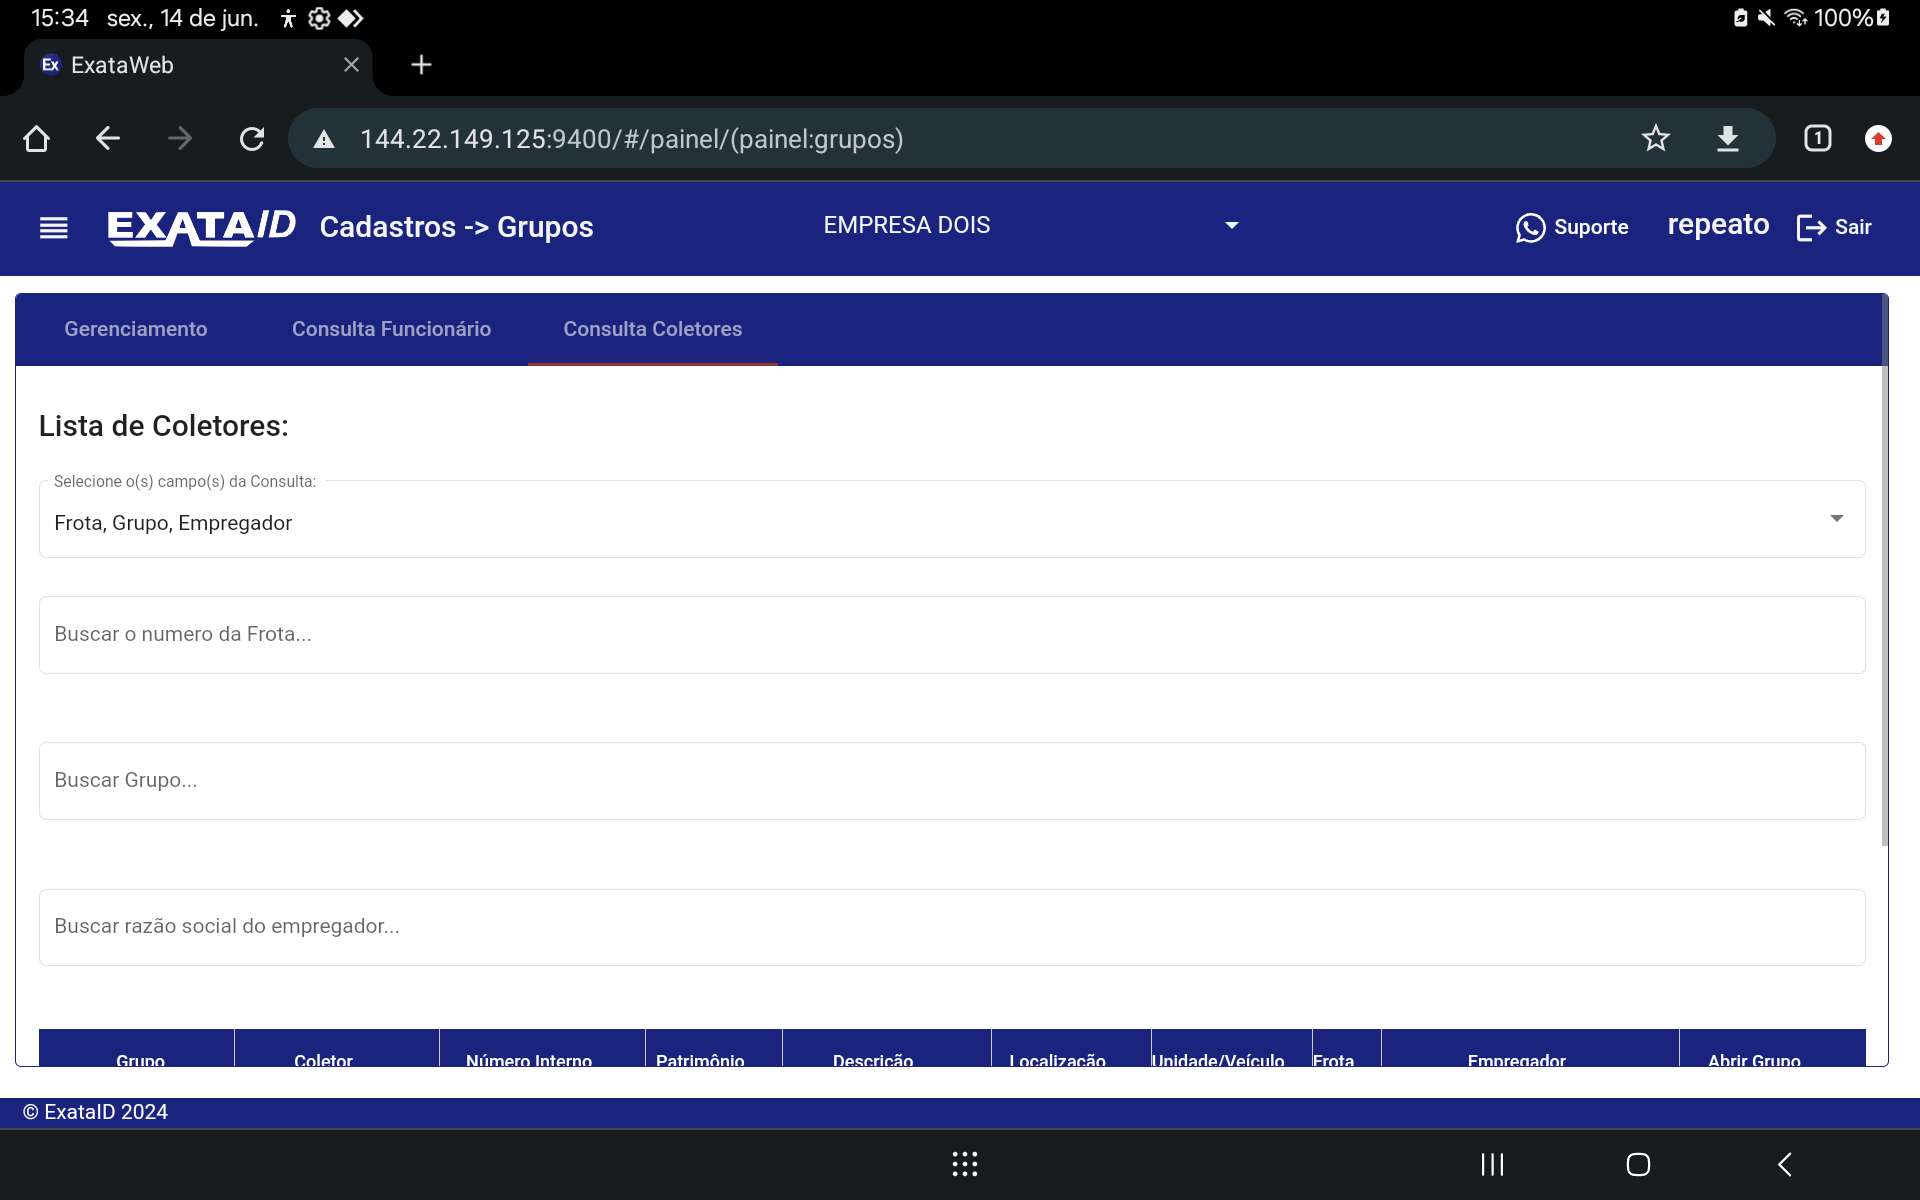 15:34 sex., 14 de jun. 100%
Ex ExataWeb
144.22.149.125:9400/#/painel/(painel:grupos) 1
EXATA ID Cadastros -> Grupos EMPRESA DOIS Suporte repeato Sair
Gerenciamento Consulta Funcionário Consulta Coletores
Lista de Coletores:
Selecione o(s) campo(s) da Consulta:
Frota, Grupo, Empregador
Buscar o numero da Frota...
Buscar Grupo...
Buscar razão social do empregador...
Grupo Coletor Número Interno Patrimônio Descrição Localização Unidade/Veículo Frota Empregador Abrir Grupo
© ExataID 2024